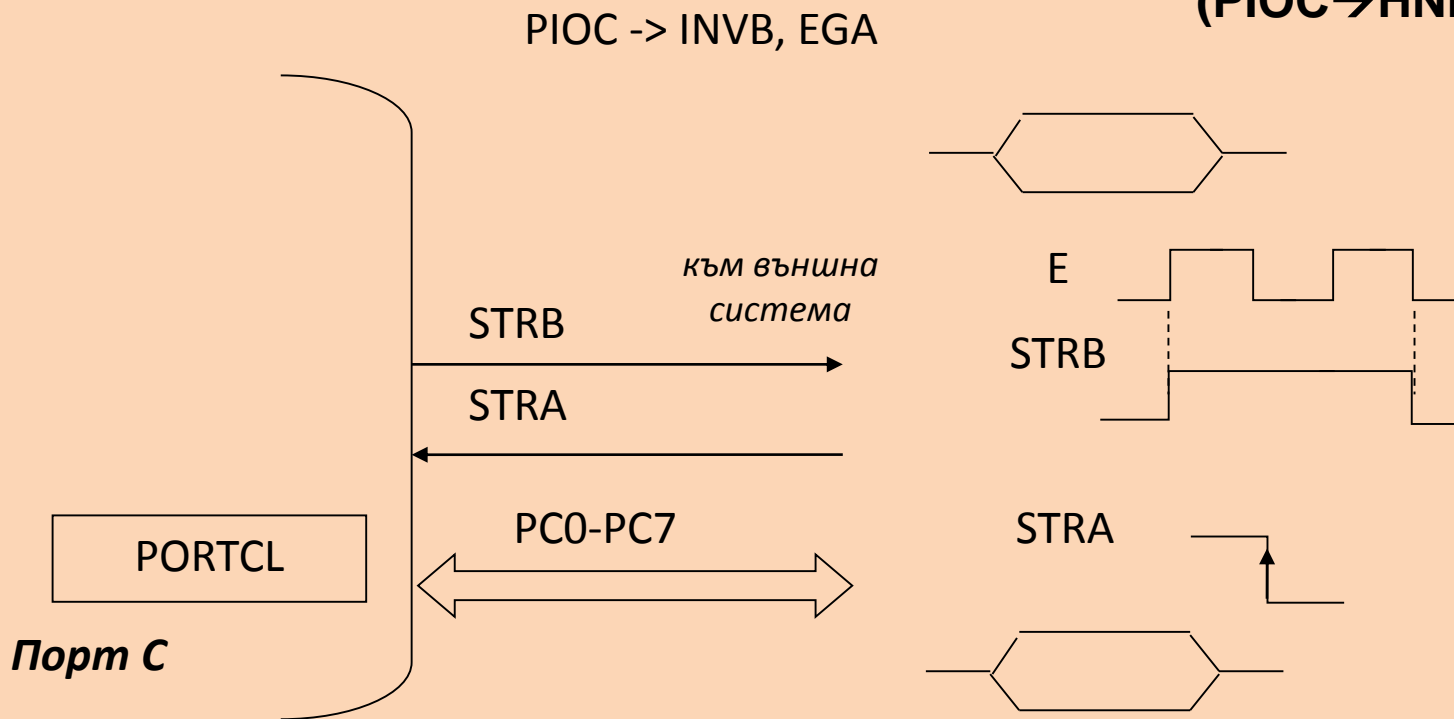 PIOC -> INVB, EGA
към външна
система
STRB
STRA
PC0-PC7
PORTCL
Порт С
E
STRB
STRA